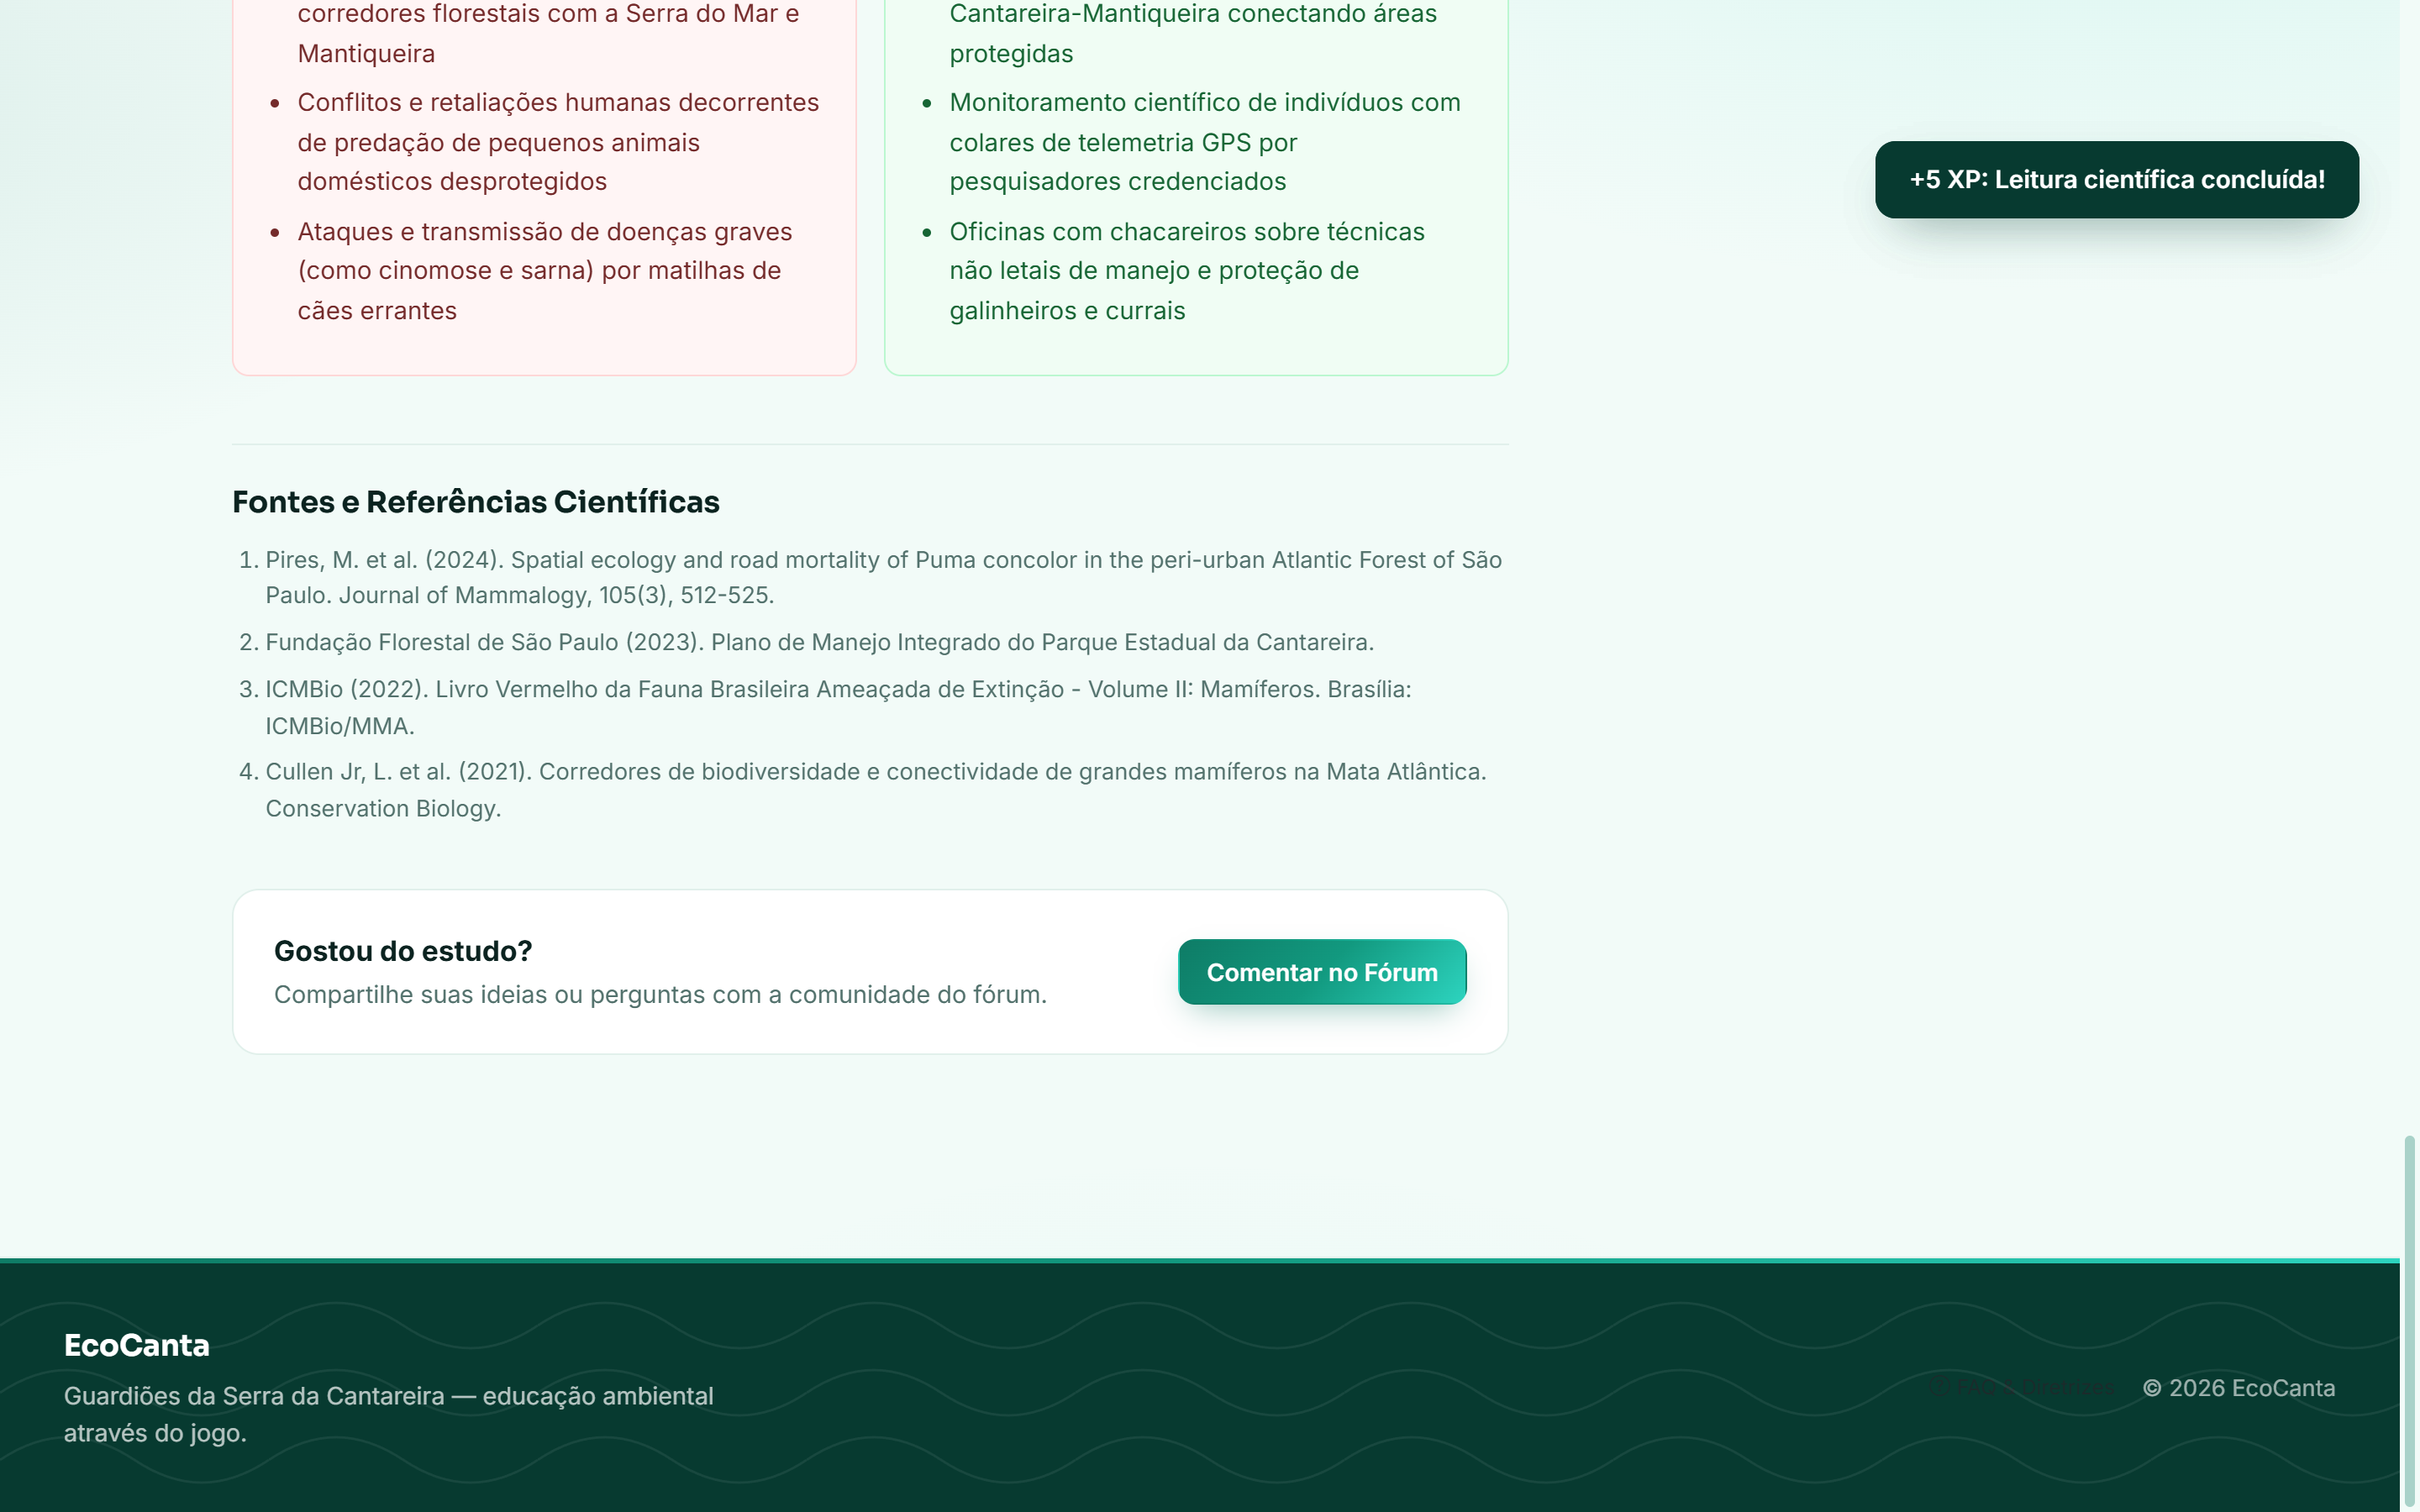 corredores florestais com a Serra do Mar e
Mantiqueira
• Conflitos e retaliações humanas decorrentes
de predação de pequenos animais
domésticos desprotegidos
• Ataques e transmissão de doenças graves
(como cinomose e sarna) por matilhas de
cães errantes
Cantareira-Mantiqueira conectando áreas
protegidas
• Monitoramento científico de indivíduos com
colares de telemetria GPS por
pesquisadores credenciados
• Oficinas com chacareiros sobre técnicas
não letais de manejo e proteção de
galinheiros e currais
+5 XP: Leitura científica concluída!
Fontes e Referências Científicas
1. Pires, M. et al. (2024). Spatial ecology and road mortality of Puma concolor in the peri-urban Atlantic Forest of São
Paulo. Journal of Mammalogy, 105(3), 512-525.
2. Fundação Florestal de São Paulo (2023). Plano de Manejo Integrado do Parque Estadual da Cantareira.
3. ICMBio (2022). Livro Vermelho da Fauna Brasileira Ameaçada de Extinção - Volume II: Mamíferos. Brasília:
ICMBio/MMA.
4. Cullen Jr, L. et al. (2021). Corredores de biodiversidade e conectividade de grandes mamíferos na Mata Atlântica.
Conservation Biology.
Gostou do estudo?
Compartilhe suas ideias ou perguntas com a comunidade do fórum.
Comentar no Fórum
EcoCanta
Guardiões da Serra da Cantareira — educação ambiental
através do jogo.
FAQ & Diretrizes
© 2026 EcoCanta